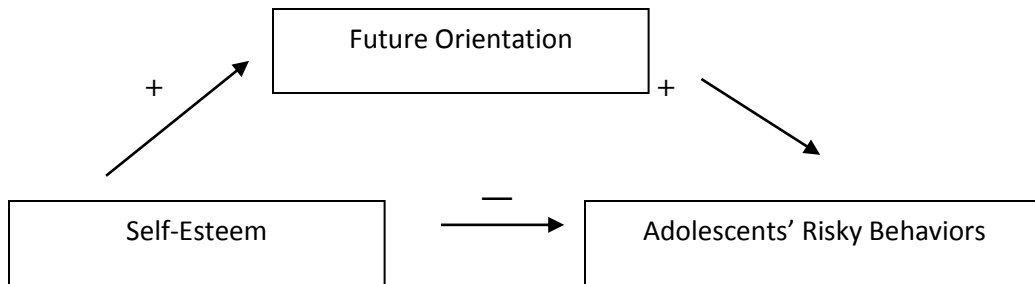 Future Orientation
+ +
—
Self-Esteem Adolescents’ Risky Behaviors